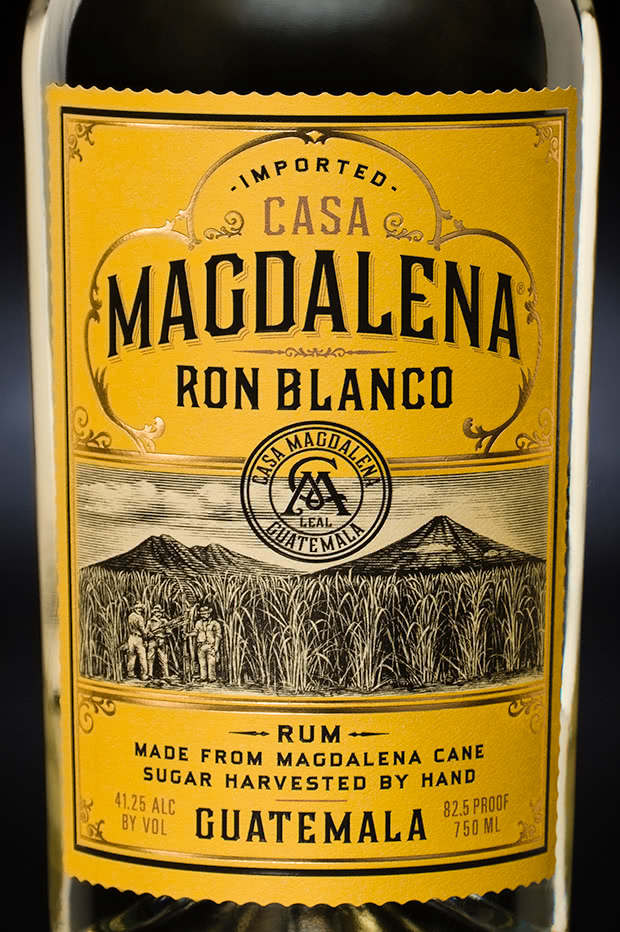 -IMPORTED-
CASA
MAGDALENA®
RON BLANCO
CASA MAGDALENA
CM
LEAL
GUATEMALA
RUM
MADE FROM MAGDALENA CANE
SUGAR HARVESTED BY HAND
41.25 ALC
BY VOL
GUATEMALA
82.5 PROOF
750 ML